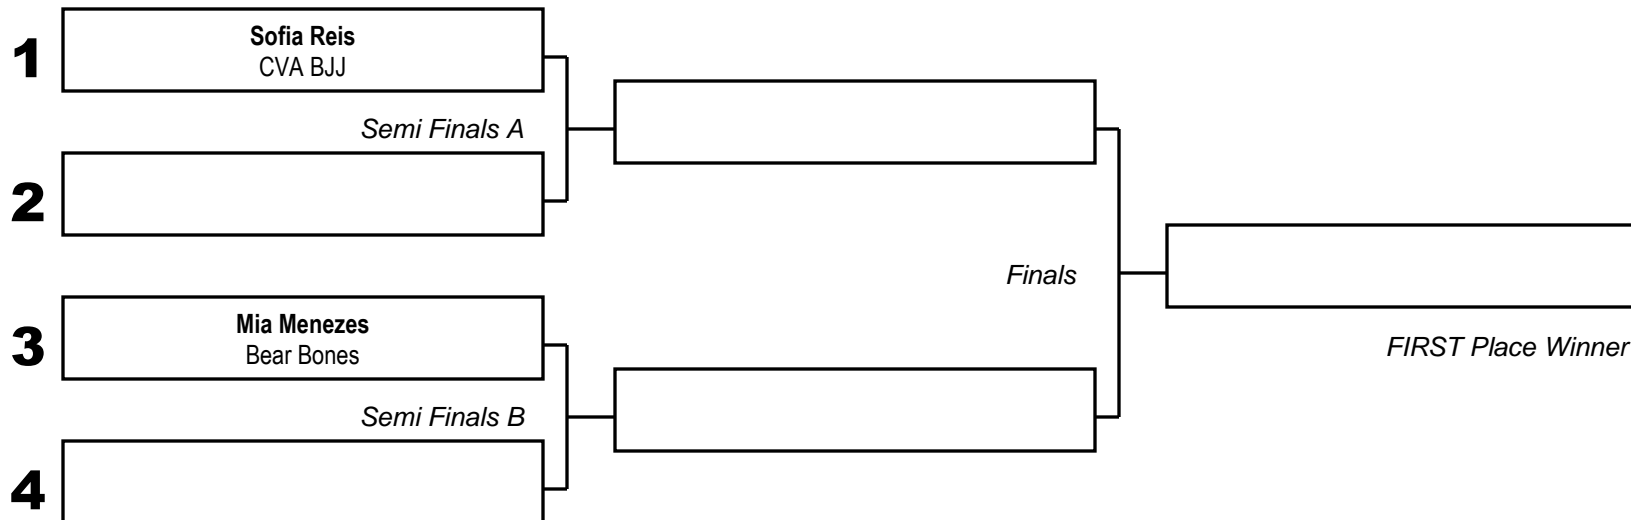 1
Sofia Reis
CVA BJJ
Semi Finals A
2
Finals
3
Mia Menezes
Bear Bones
FIRST Place Winner
Semi Finals B
4